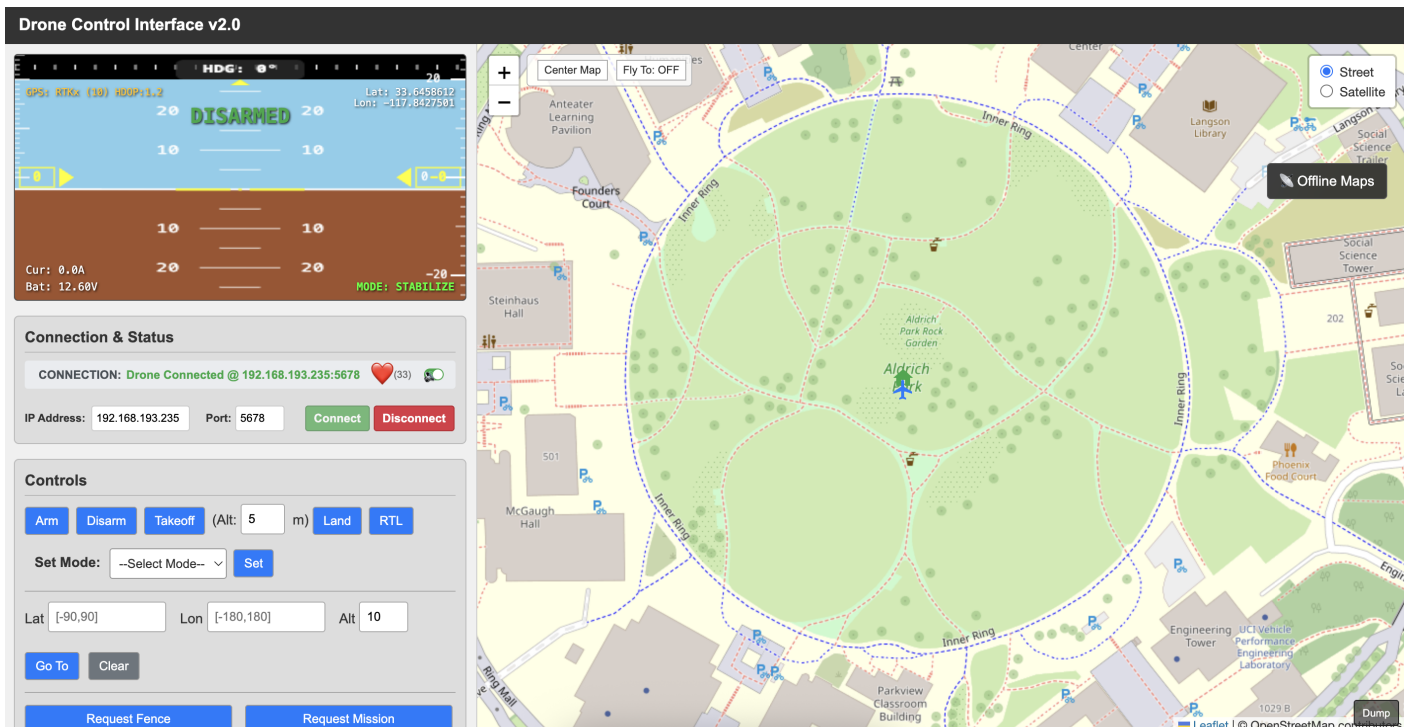 Drone Control Interface v2.0
HDG: 0°
20
GPS: RTKx (10) HDOP:1.2
Lat: 33.6458612
Lon: -117.8427501
20 DISARMED 20
10 10
0
0
10 10
20 20
-20
Cur: 0.0A
Bat: 12.60V
MODE: STABILIZE
Connection & Status
CONNECTION: Drone Connected @ 192.168.193.235:5678 (33)
IP Address: 192.168.193.235 Port: 5678 Connect Disconnect
Controls
Arm Disarm Takeoff (Alt: 5 m) Land RTL
Set Mode: --Select Mode-- Set
Lat [-90,90] Lon [-180,180] Alt 10
Go To Clear
Request Fence Request Mission
+
−
Center Map Fly To: OFF
Street
Satellite
Offline Maps
Center
Anteater
Learning
Pavilion
Inner Ring
Langson
Library
Langson
Social
Science
Trailer
Founders
Court
Inner Ring
Social
Science
Tower
Steinhaus
Hall
202
Aldrich
Park Rock
Garden
Aldrich
Park
Inner Ring
501
Phoenix
Food Court
McGaugh
Hall
Inner Ring
Inner Ring
Engineering
Tower
UCI Vehicle
Performance
Engineering
Laboratory
Ring Mall
Parkview
Classroom
Building
1029 B
Dump
Leaflet | © OpenStreetMap contributors